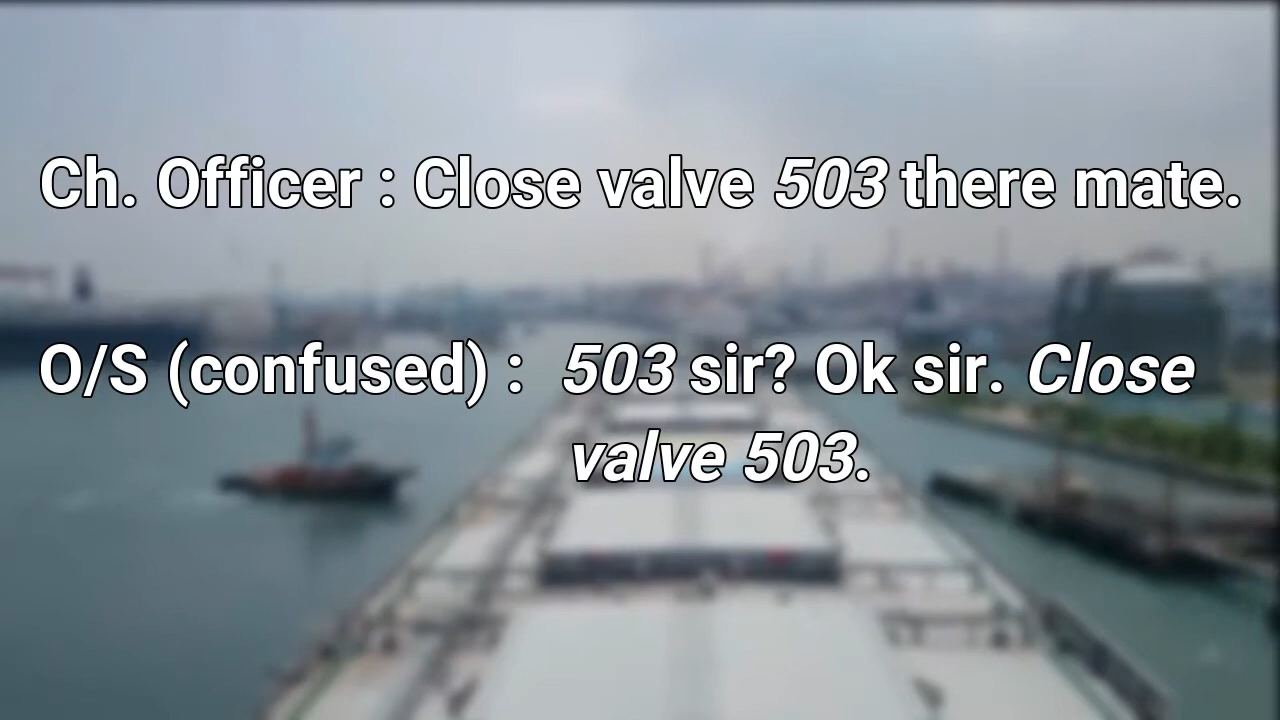 Ch. Officer : Close valve 503 there mate.
O/S (confused) : 503 sir? Ok sir. Close
valve 503.